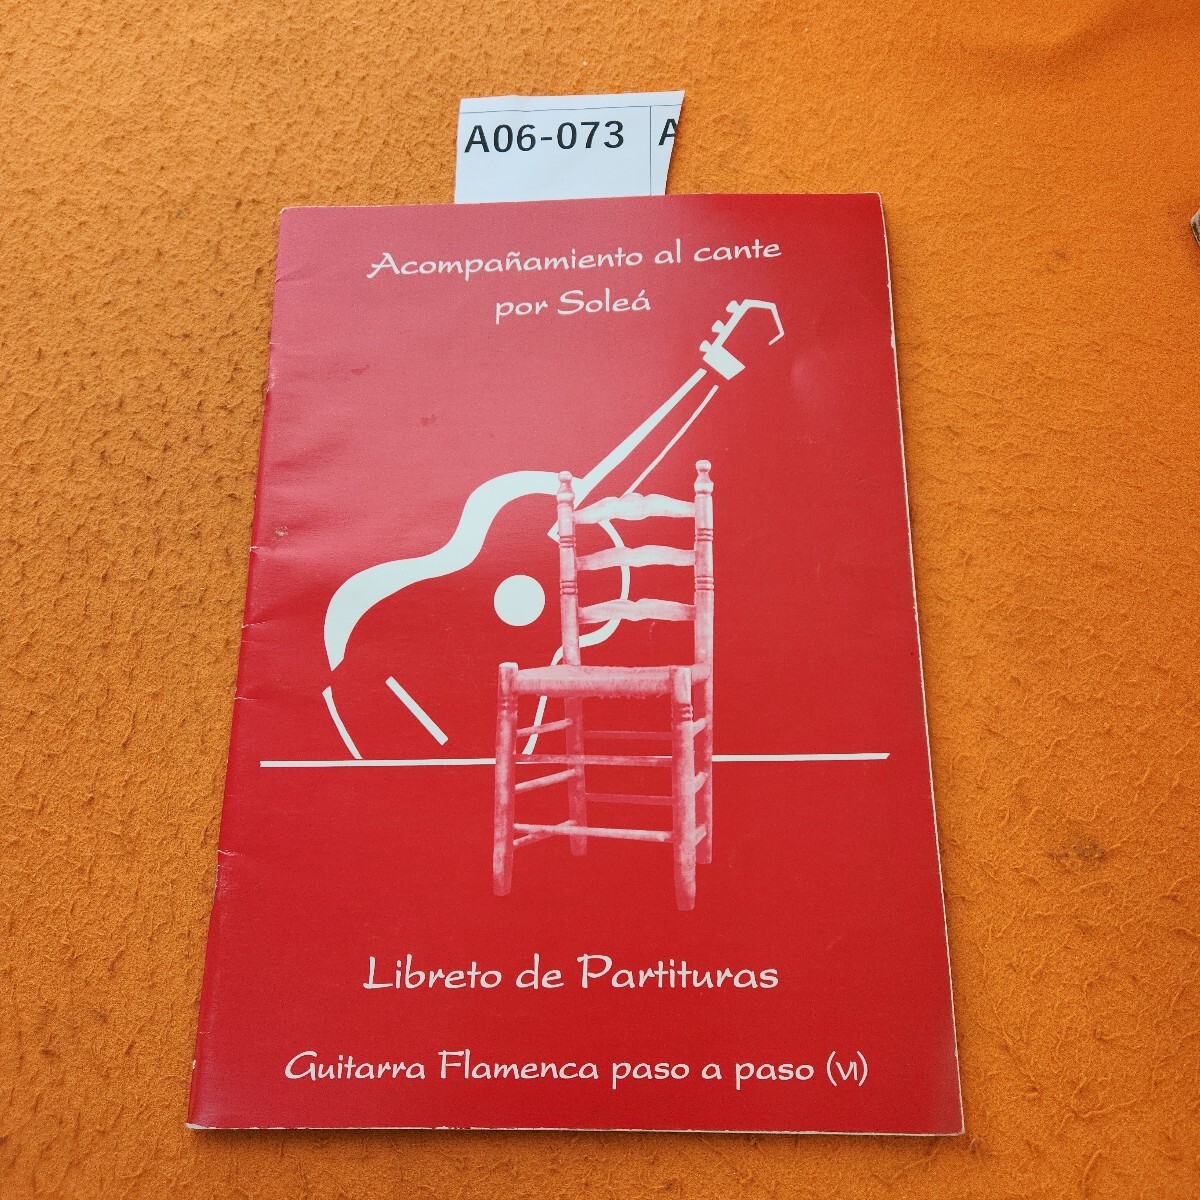 A06-073 A
Acompañamiento al cante
por Soleá
Libreto de Partituras
Guitarra Flamenca paso a paso (VI)